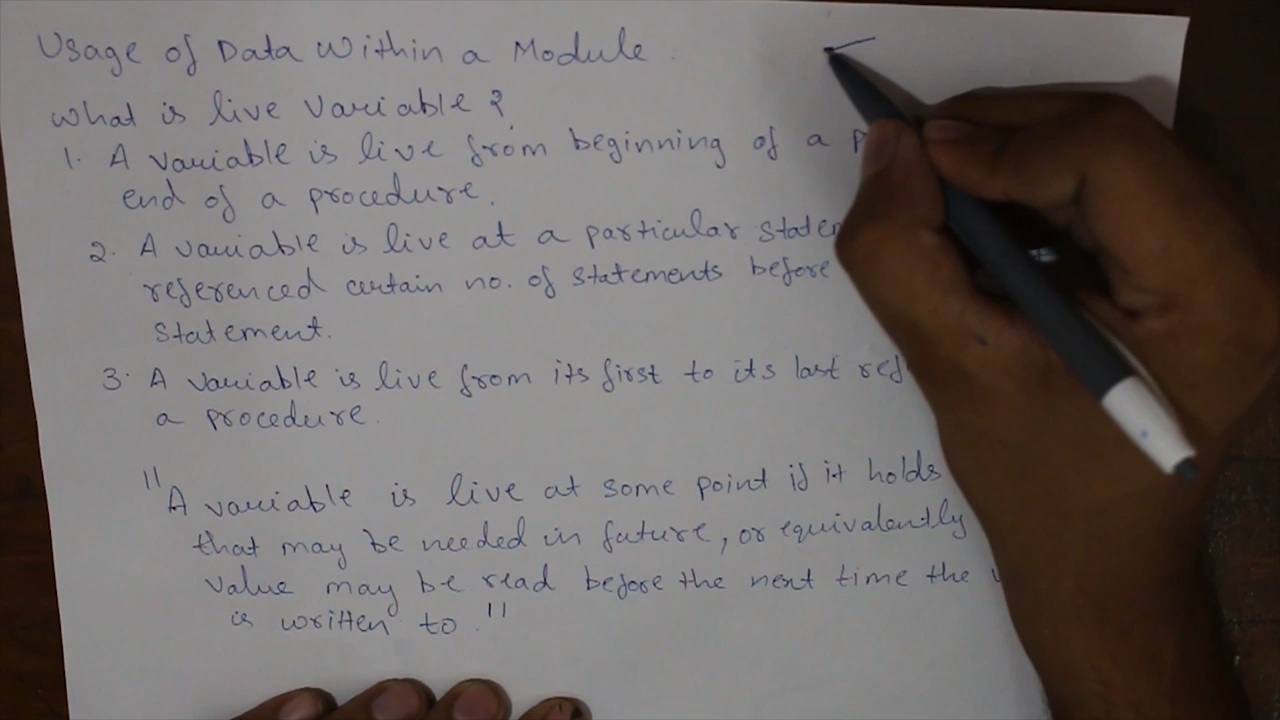 Usage of Data Within a Module.
What is live Variable?
1. A variable is live from beginning of a
end of a procedure.
2. A variable is live at a particular
referenced certain no. of statements before
statement.
3. A variable is live from its first to its last
a procedure.
"A variable is live at some point if it holds
that may be needed in future, or equivalently
value may be read before the next time the
is written to."